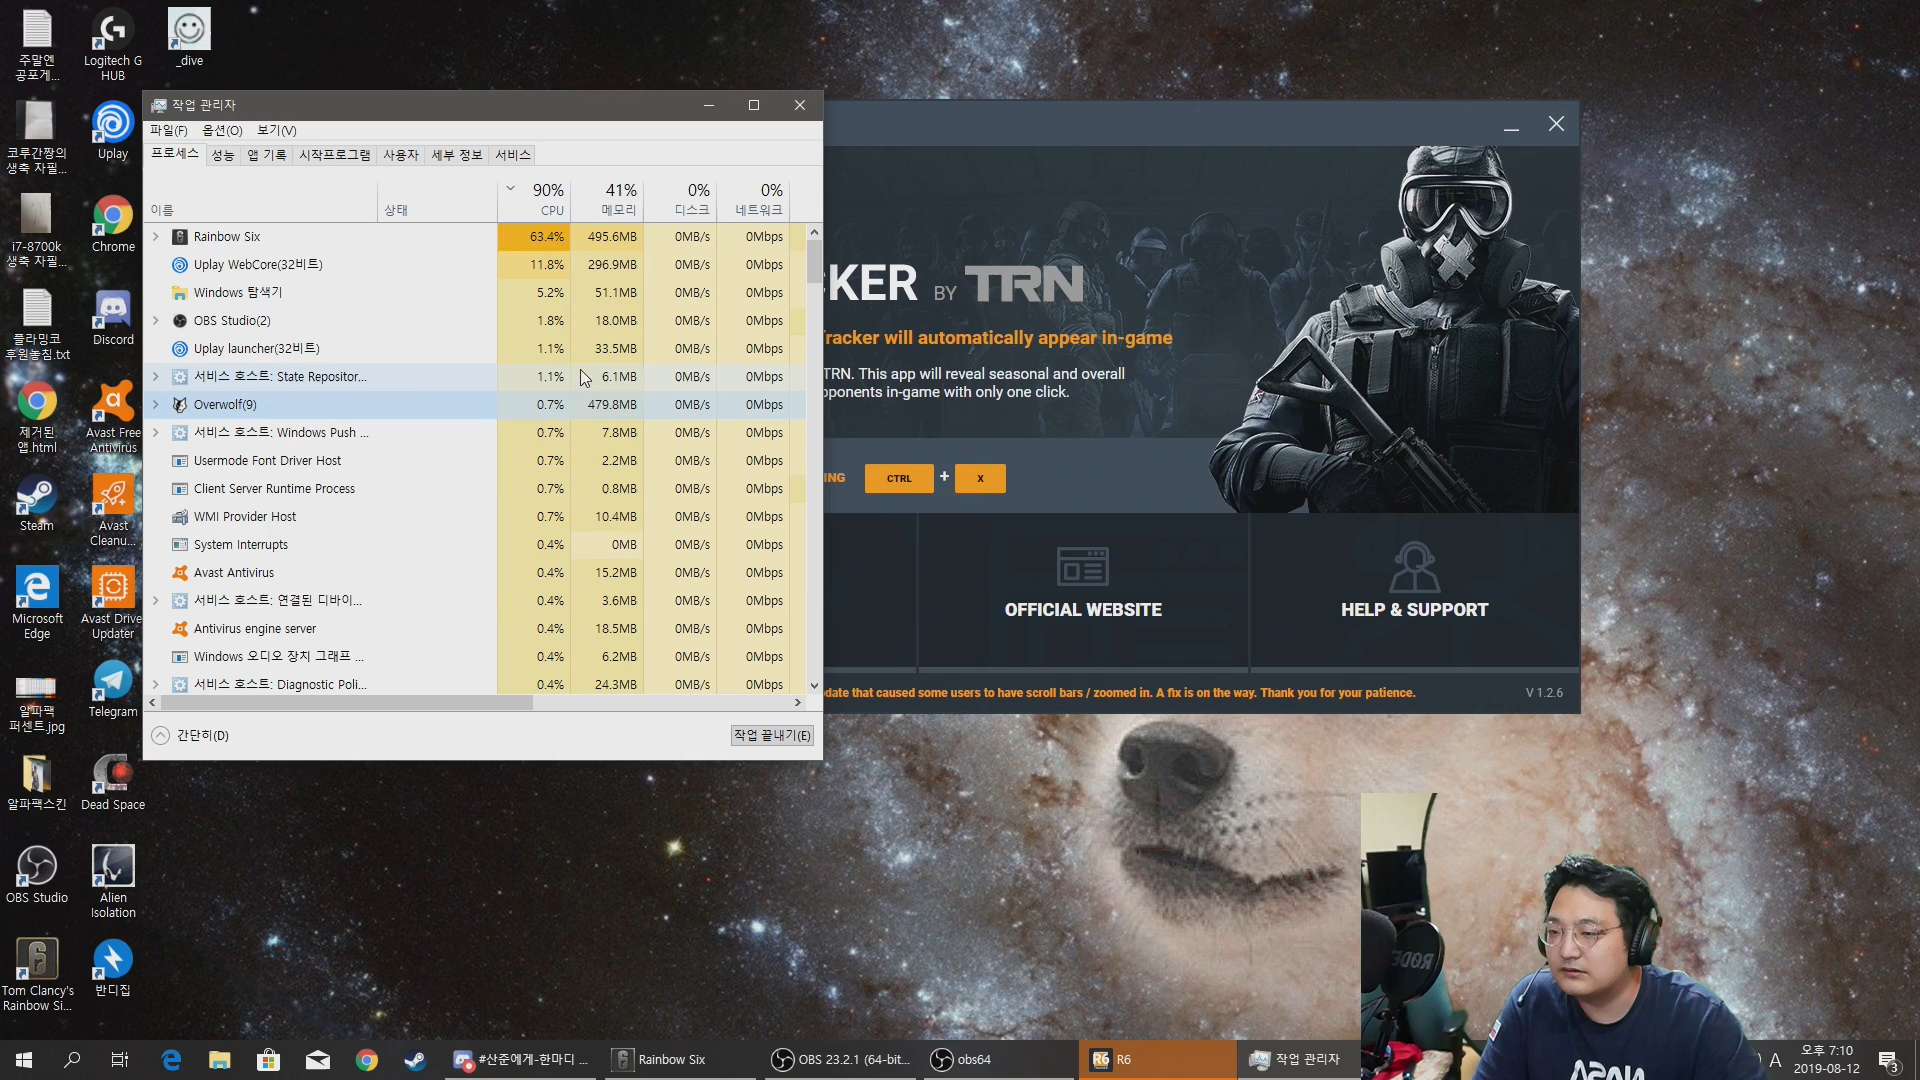 주말엔
공포게...
Logitech G
HUB
_dive
코루간짱의
생축 자필...
Uplay
i7-8700k
생축 자필...
Chrome
플라밍코
후원놓침.txt
Discord
제거된
앱.html
Avast Free
Antivirus
Steam
Avast
Cleanu...
Microsoft
Edge
Avast Drive
Updater
알파팩
퍼센트.jpg
Telegram
알파팩스킨
Dead Space
OBS Studio
Alien
Isolation
Tom Clancy's
Rainbow Si...
반디집
작업 관리자
파일(F) 옵션(O) 보기(V)
프로세스 성능 앱 기록 시작프로그램 사용자 세부 정보 서비스
90% 41% 0% 0%
이름 상태 CPU 메모리 디스크 네트워크
Rainbow Six 63.4% 495.6MB 0MB/s 0Mbps
Uplay WebCore(32비트) 11.8% 296.9MB 0MB/s 0Mbps
Windows 탐색기 5.2% 51.1MB 0MB/s 0Mbps
OBS Studio(2) 1.8% 18.0MB 0MB/s 0Mbps
Uplay launcher(32비트) 1.1% 33.5MB 0MB/s 0Mbps
서비스 호스트: State Repositor... 1.1% 6.1MB 0MB/s 0Mbps
Overwolf(9) 0.7% 479.8MB 0MB/s 0Mbps
서비스 호스트: Windows Push ... 0.7% 7.8MB 0MB/s 0Mbps
Usermode Font Driver Host 0.7% 2.2MB 0MB/s 0Mbps
Client Server Runtime Process 0.7% 0.8MB 0MB/s 0Mbps
WMI Provider Host 0.7% 10.4MB 0MB/s 0Mbps
System Interrupts 0.4% 0MB 0MB/s 0Mbps
Avast Antivirus 0.4% 15.2MB 0MB/s 0Mbps
서비스 호스트: 연결된 디바이... 0.4% 3.6MB 0MB/s 0Mbps
Antivirus engine server 0.4% 18.5MB 0MB/s 0Mbps
Windows 오디오 장치 그래프 ... 0.4% 6.2MB 0MB/s 0Mbps
서비스 호스트: Diagnostic Poli... 0.4% 24.3MB 0MB/s 0Mbps
간단히(D) 작업 끝내기(E)
CKER BY TRN
Tracker will automatically appear in-game
TRN. This app will reveal seasonal and overall
pponents in-game with only one click.
ING CTRL + X
OFFICIAL WEBSITE
HELP & SUPPORT
date that caused some users to have scroll bars / zoomed in. A fix is on the way. Thank you for your patience. V 1.2.6
RODE
NASA
#산준에게-한마디 ...
Rainbow Six
OBS 23.2.1 (64-bit...
obs64
R6 R6
작업 관리자
A
오후 7:10
2019-08-12
3